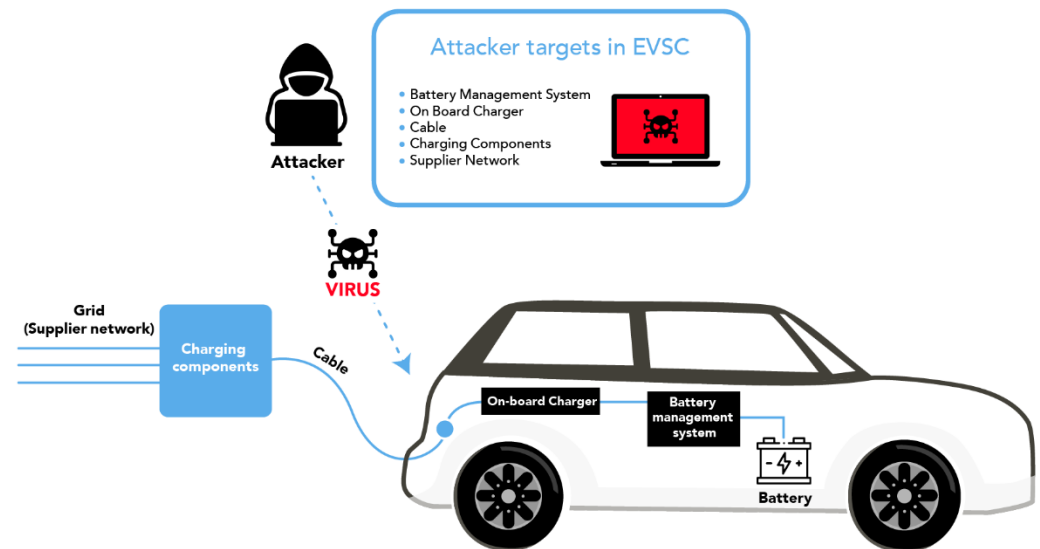 Attacker targets in EVSC
• Battery Management System
• On Board Charger
• Cable
• Charging Components
• Supplier Network
Attacker
VIRUS
Grid
(Supplier network)
Charging
components
Cable
On-board Charger
Battery
management
system
Battery